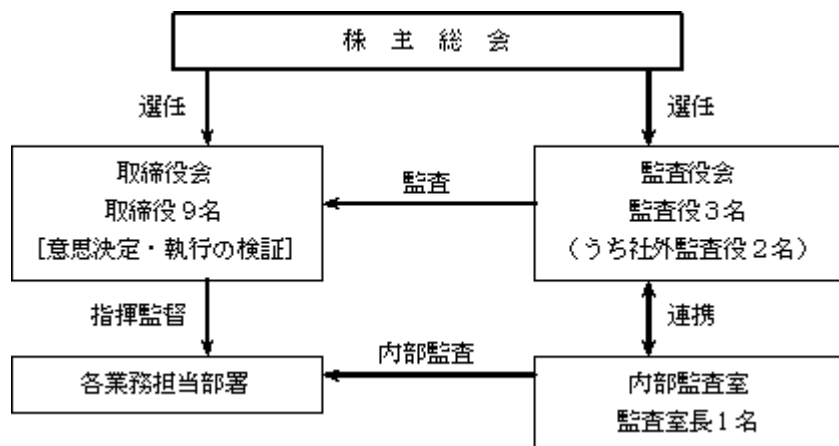 株 主 総 会
選任
選任
取締役会
取締役９名
[意思決定・執行の検証]
監査
監査役会
監査役３名
（うち社外監査役２名）
指揮監督
連携
内部監査
各業務担当部署
内部監査室
監査室長１名